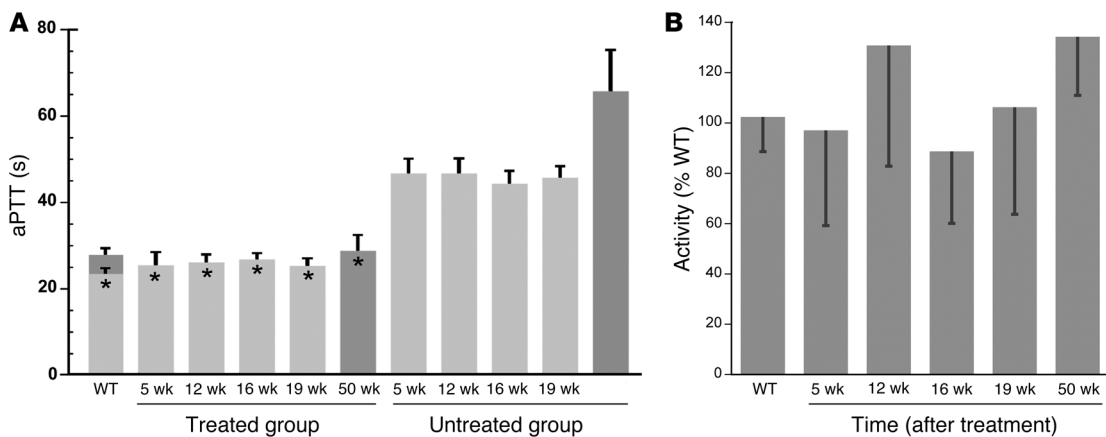 A
aPTT (s)
80
60
40
20
0
* * * * * *
WT 5 wk 12 wk 16 wk 19 wk 50 wk 5 wk 12 wk 16 wk 19 wk
Treated group Untreated group
B
Activity (% WT)
140
120
100
80
60
40
20
0
WT 5 wk 12 wk 16 wk 19 wk 50 wk
Time (after treatment)